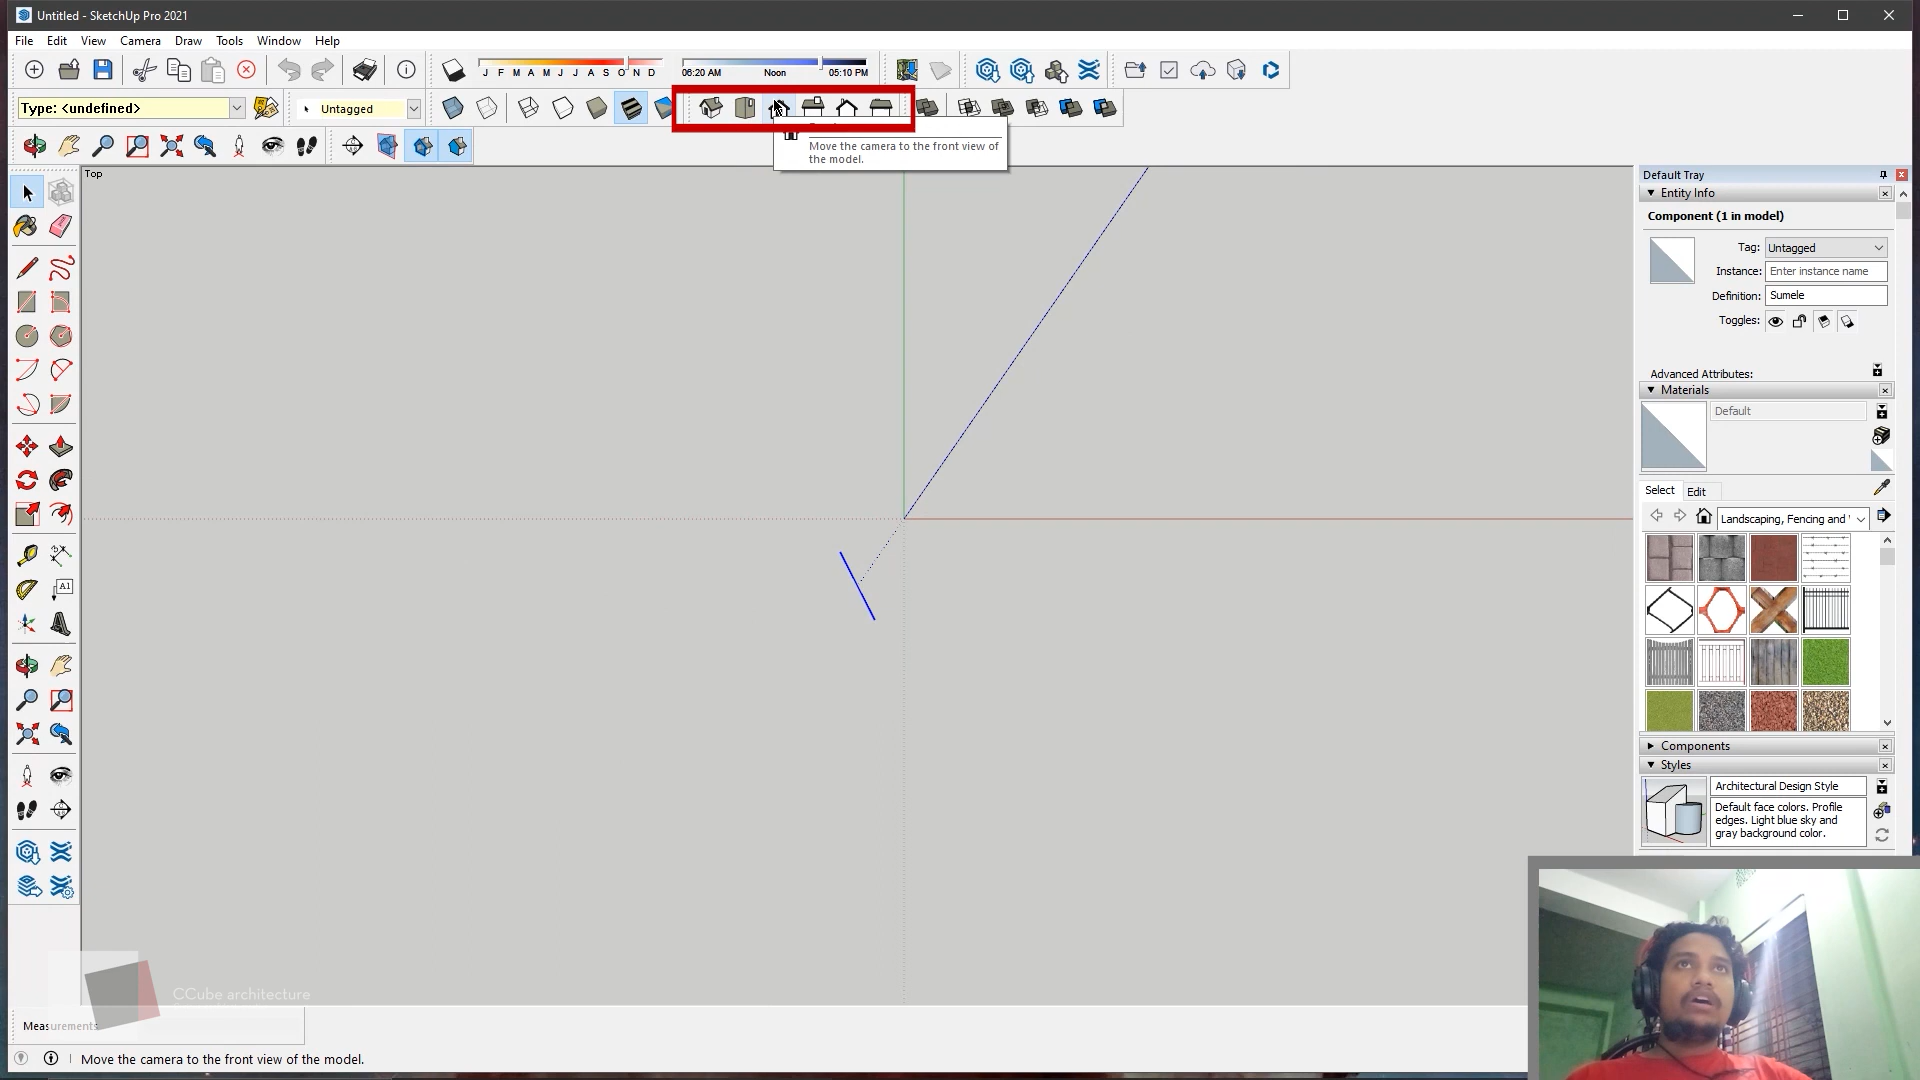 Untitled - SketchUp Pro 2021
File Edit View Camera Draw Tools Window Help
J F M A M J J A S O N D
06:20 AM Noon 05:10 PM
Type: <undefined>
Untagged
Move the camera to the front view of
the model.
Top
Default Tray
Entity Info
Component (1 in model)
Tag: Untagged
Instance: Enter instance name
Definition: Sumele
Toggles:
Advanced Attributes:
Materials
Default
Select Edit
Landscaping, Fencing and
A1
Components
Styles
Architectural Design Style
Default face colors. Profile
edges. Light blue sky and
gray background color.
CCube architecture
Measurements
Move the camera to the front view of the model.